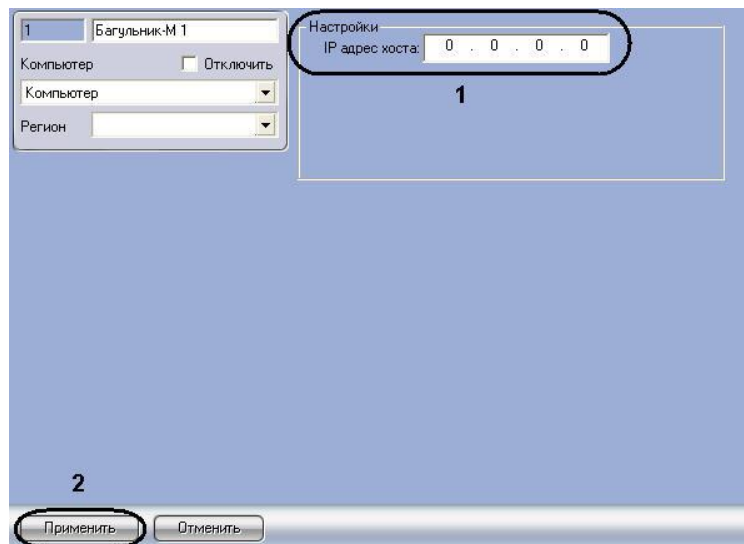 1 Багульник-М 1
Компьютер Отключить
Компьютер
Регион
Настройки
IP адрес хоста: 0 . 0 . 0 . 0
1
2
Применить Отменить